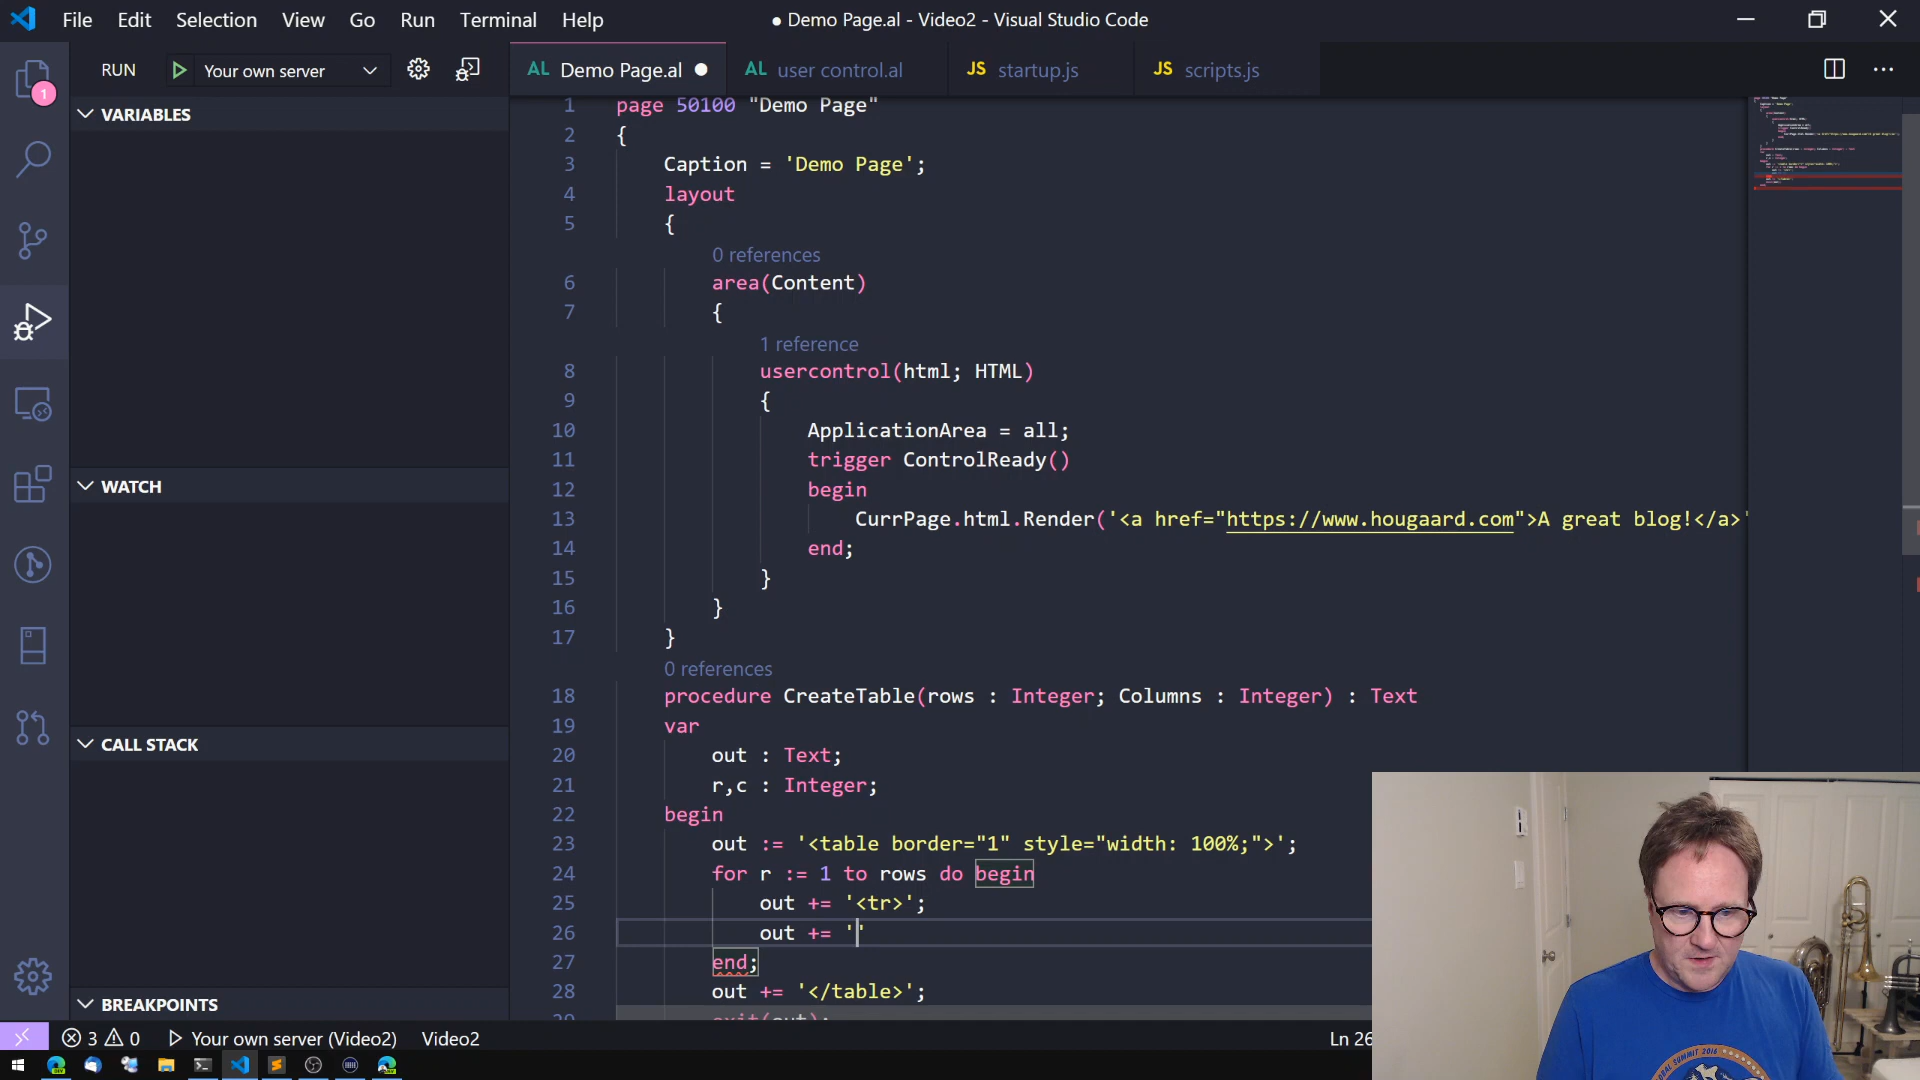 File Edit Selection View Go Run Terminal Help
● Demo Page.al - Video2 - Visual Studio Code
RUN Your own server
AL Demo Page.al ●
AL user control.al
JS startup.js
JS scripts.js
1
VARIABLES
WATCH
CALL STACK
BREAKPOINTS
1 page 50100 "Demo Page"
2 {
3 Caption = 'Demo Page';
4 layout
5 {
0 references
6 area(Content)
7 {
1 reference
8 usercontrol(html; HTML)
9 {
10 ApplicationArea = all;
11 trigger ControlReady()
12 begin
13 CurrPage.html.Render('<a href="https://www.hougaard.com">A great blog!</a>'
14 end;
15 }
16 }
17 }
0 references
18 procedure CreateTable(rows : Integer; Columns : Integer) : Text
19 var
20 out : Text;
21 r,c : Integer;
22 begin
23 out := '<table border="1" style="width: 100%;">';
24 for r := 1 to rows do begin
25 out += '<tr>';
26 out += ''
27 end;
28 out += '</table>';
29 exit(out);
3 0 Your own server (Video2) Video2
Ln 26
GLOBAL SUMMIT 2016